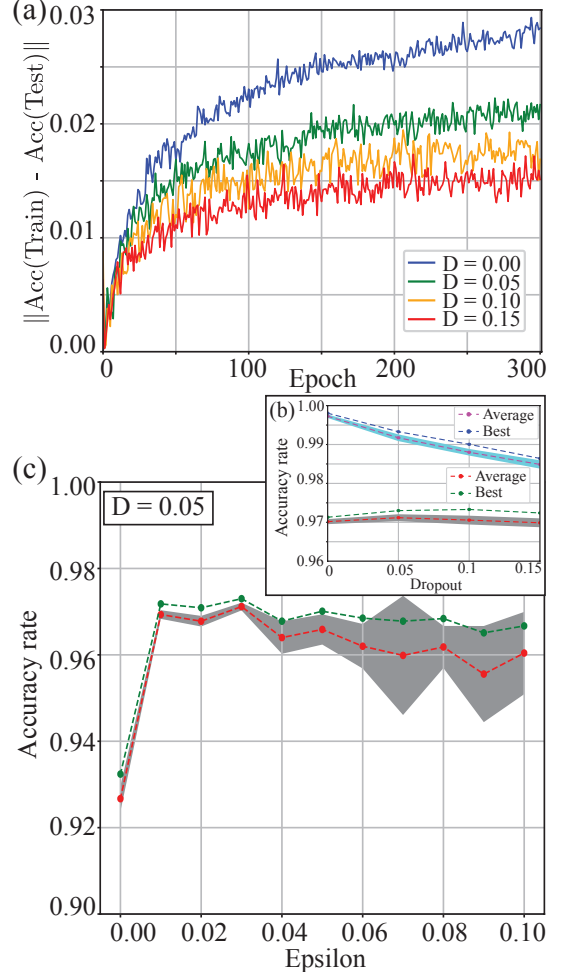 (a)
||Acc(Train) - Acc(Test)||
0.03
0.02
0.01
0.00
D = 0.00
D = 0.05
D = 0.10
D = 0.15
0 100 200 300
Epoch
(b)
Accuracy rate
1.00
0.99
0.98
0.97
0.96
Average
Best
Average
Best
0 0.05 0.1 0.15
Dropout
(c)
D = 0.05
Accuracy rate
1.00
0.98
0.96
0.94
0.92
0.90
0.00 0.02 0.04 0.06 0.08 0.10
Epsilon